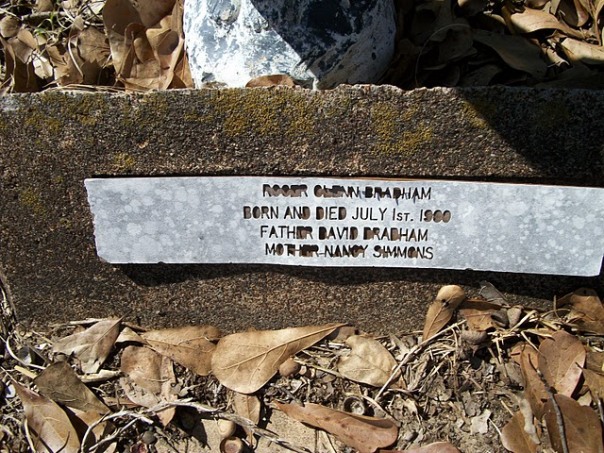 ROGER GLENN BRADHAM
BORN AND DIED JULY 1ST. 1960
FATHER DAVID BRADHAM
MOTHER NANCY SIMMONS